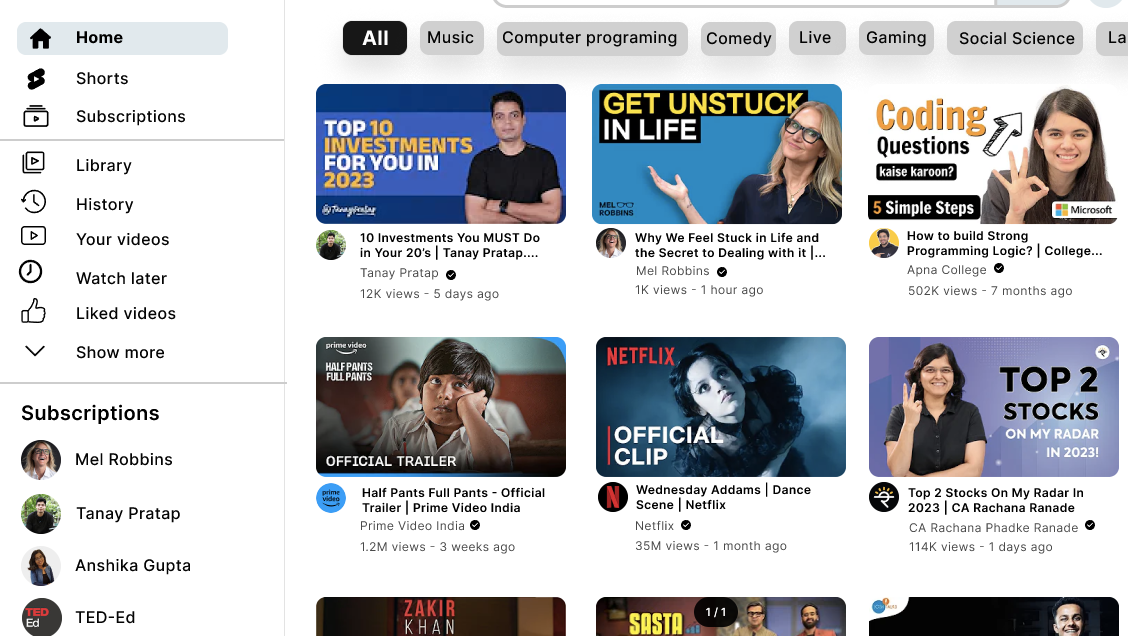 Home
Shorts
Subscriptions
Library
History
Your videos
Watch later
Liked videos
Show more
Subscriptions
Mel Robbins
Tanay Pratap
Anshika Gupta
TED-Ed
TED
Ed
All
Music
Computer programing
Comedy
Live
Gaming
Social Science
La
TOP 10
INVESTMENTS
FOR YOU IN
2023
@Tanaypratap
10 Investments You MUST Do
in Your 20's | Tanay Pratap....
Tanay Pratap
12K views - 5 days ago
GET UNSTUCK
IN LIFE
MEL
ROBBINS
Why We Feel Stuck in Life and
the Secret to Dealing with it |...
Mel Robbins
1K views - 1 hour ago
Coding
Questions
kaise karoon?
5 Simple Steps
Microsoft
How to build Strong
Programming Logic? | College...
Apna College
502K views - 7 months ago
prime video
HALF PANTS
FULL PANTS
OFFICIAL TRAILER
prime
video
Half Pants Full Pants - Official
Trailer | Prime Video India
Prime Video India
1.2M views - 3 weeks ago
NETFLIX
OFFICIAL
CLIP
N
Wednesday Addams | Dance
Scene | Netflix
Netflix
35M views - 1 month ago
TOP 2
STOCKS
ON MY RADAR
IN 2023!
Top 2 Stocks On My Radar In
2023 | CA Rachana Ranade
CA Rachana Phadke Ranade
114K views - 1 days ago
ZAKIR
KHAN
SASTA
1/1